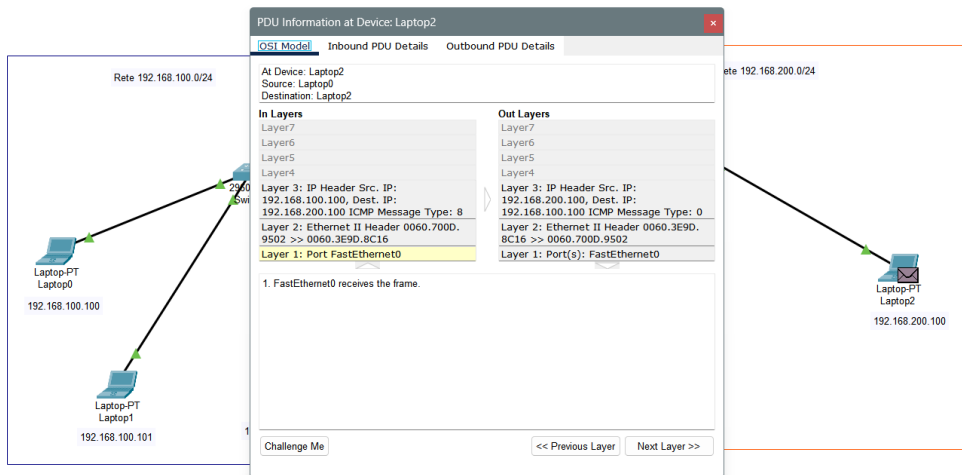 PDU Information at Device: Laptop2
×
OSI Model Inbound PDU Details Outbound PDU Details
At Device: Laptop2
Source: Laptop0
Destination: Laptop2
In Layers
Layer7
Layer6
Layer5
Layer4
Layer 3: IP Header Src. IP:
192.168.100.100, Dest. IP:
192.168.200.100 ICMP Message Type: 8
Layer 2: Ethernet II Header 0060.700D.
9502 >> 0060.3E9D.8C16
Layer 1: Port FastEthernet0
Out Layers
Layer7
Layer6
Layer5
Layer4
Layer 3: IP Header Src. IP:
192.168.200.100, Dest. IP:
192.168.100.100 ICMP Message Type: 0
Layer 2: Ethernet II Header 0060.3E9D.
8C16 >> 0060.700D.9502
Layer 1: Port(s): FastEthernet0
1. FastEthernet0 receives the frame.
Challenge Me
<< Previous Layer
Next Layer >>
Rete 192.168.100.0/24
Laptop-PT
Laptop0
192.168.100.100
Laptop-PT
Laptop1
192.168.100.101
ete 192.168.200.0/24
Laptop-PT
Laptop2
192.168.200.100